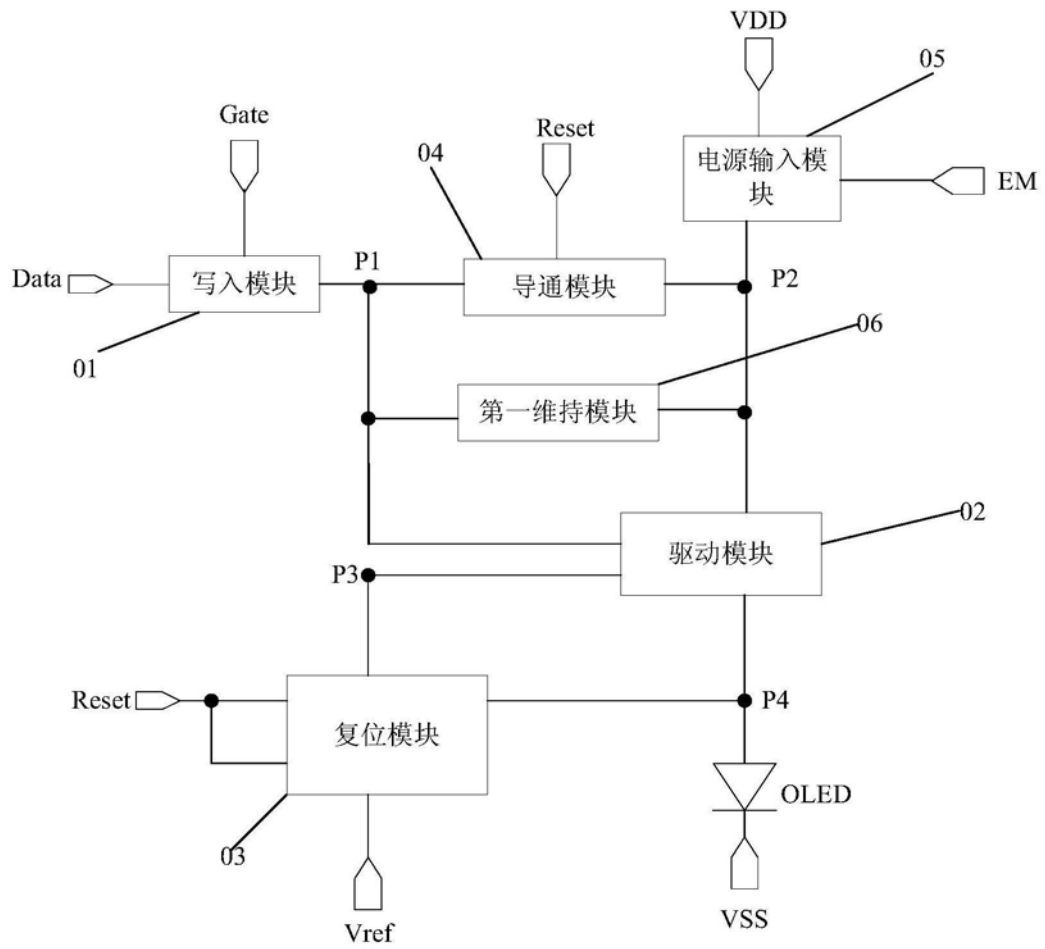 VDD
05
Gate
Reset
04
电源输入模
块
EM
P1
P2
Data
写入模块
导通模块
01
06
第一维持模块
02
驱动模块
P3
Reset
P4
复位模块
OLED
03
Vref
VSS